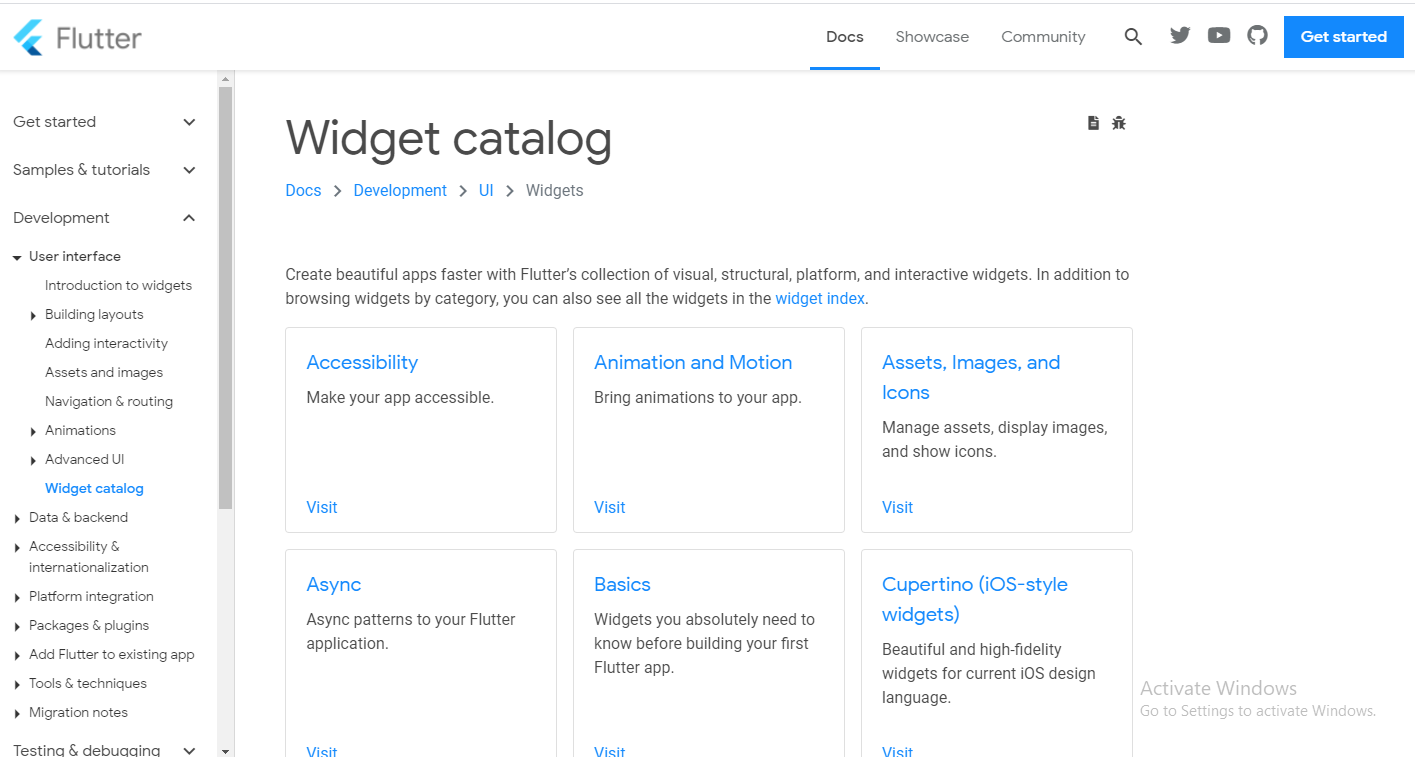 Flutter
Docs
Showcase
Community
Get started
Get started
Samples & tutorials
Development
User interface
Introduction to widgets
Building layouts
Adding interactivity
Assets and images
Navigation & routing
Animations
Advanced UI
Widget catalog
Data & backend
Accessibility &
internationalization
Platform integration
Packages & plugins
Add Flutter to existing app
Tools & techniques
Migration notes
Testing & debugging
Widget catalog
Docs > Development > UI > Widgets
Create beautiful apps faster with Flutter's collection of visual, structural, platform, and interactive widgets. In addition to
browsing widgets by category, you can also see all the widgets in the widget index.
Accessibility
Make your app accessible.
Visit
Animation and Motion
Bring animations to your app.
Visit
Assets, Images, and
Icons
Manage assets, display images,
and show icons.
Visit
Async
Async patterns to your Flutter
application.
Visit
Basics
Widgets you absolutely need to
know before building your first
Flutter app.
Visit
Cupertino (iOS-style
widgets)
Beautiful and high-fidelity
widgets for current iOS design
language.
Visit
Activate Windows
Go to Settings to activate Windows.